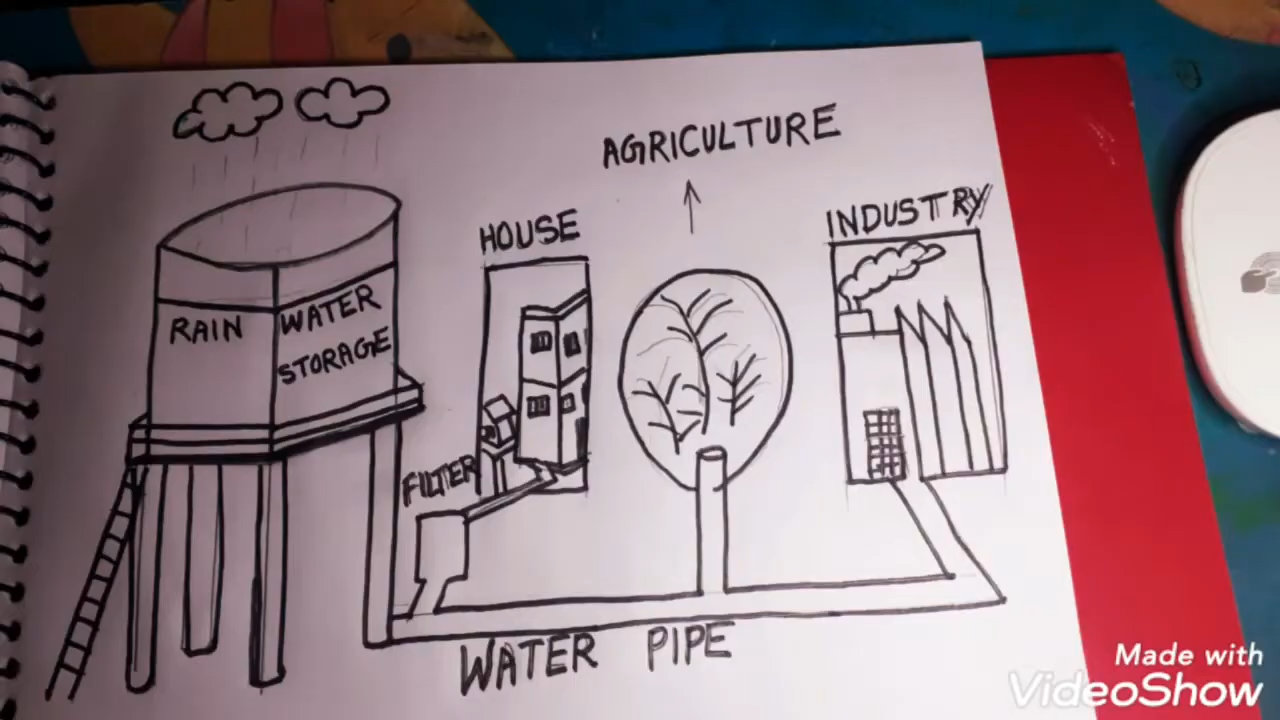 AGRICULTURE
HOUSE
INDUSTRY
RAIN
WATER
STORAGE
FILTER
WATER PIPE
Made with
VideoShow